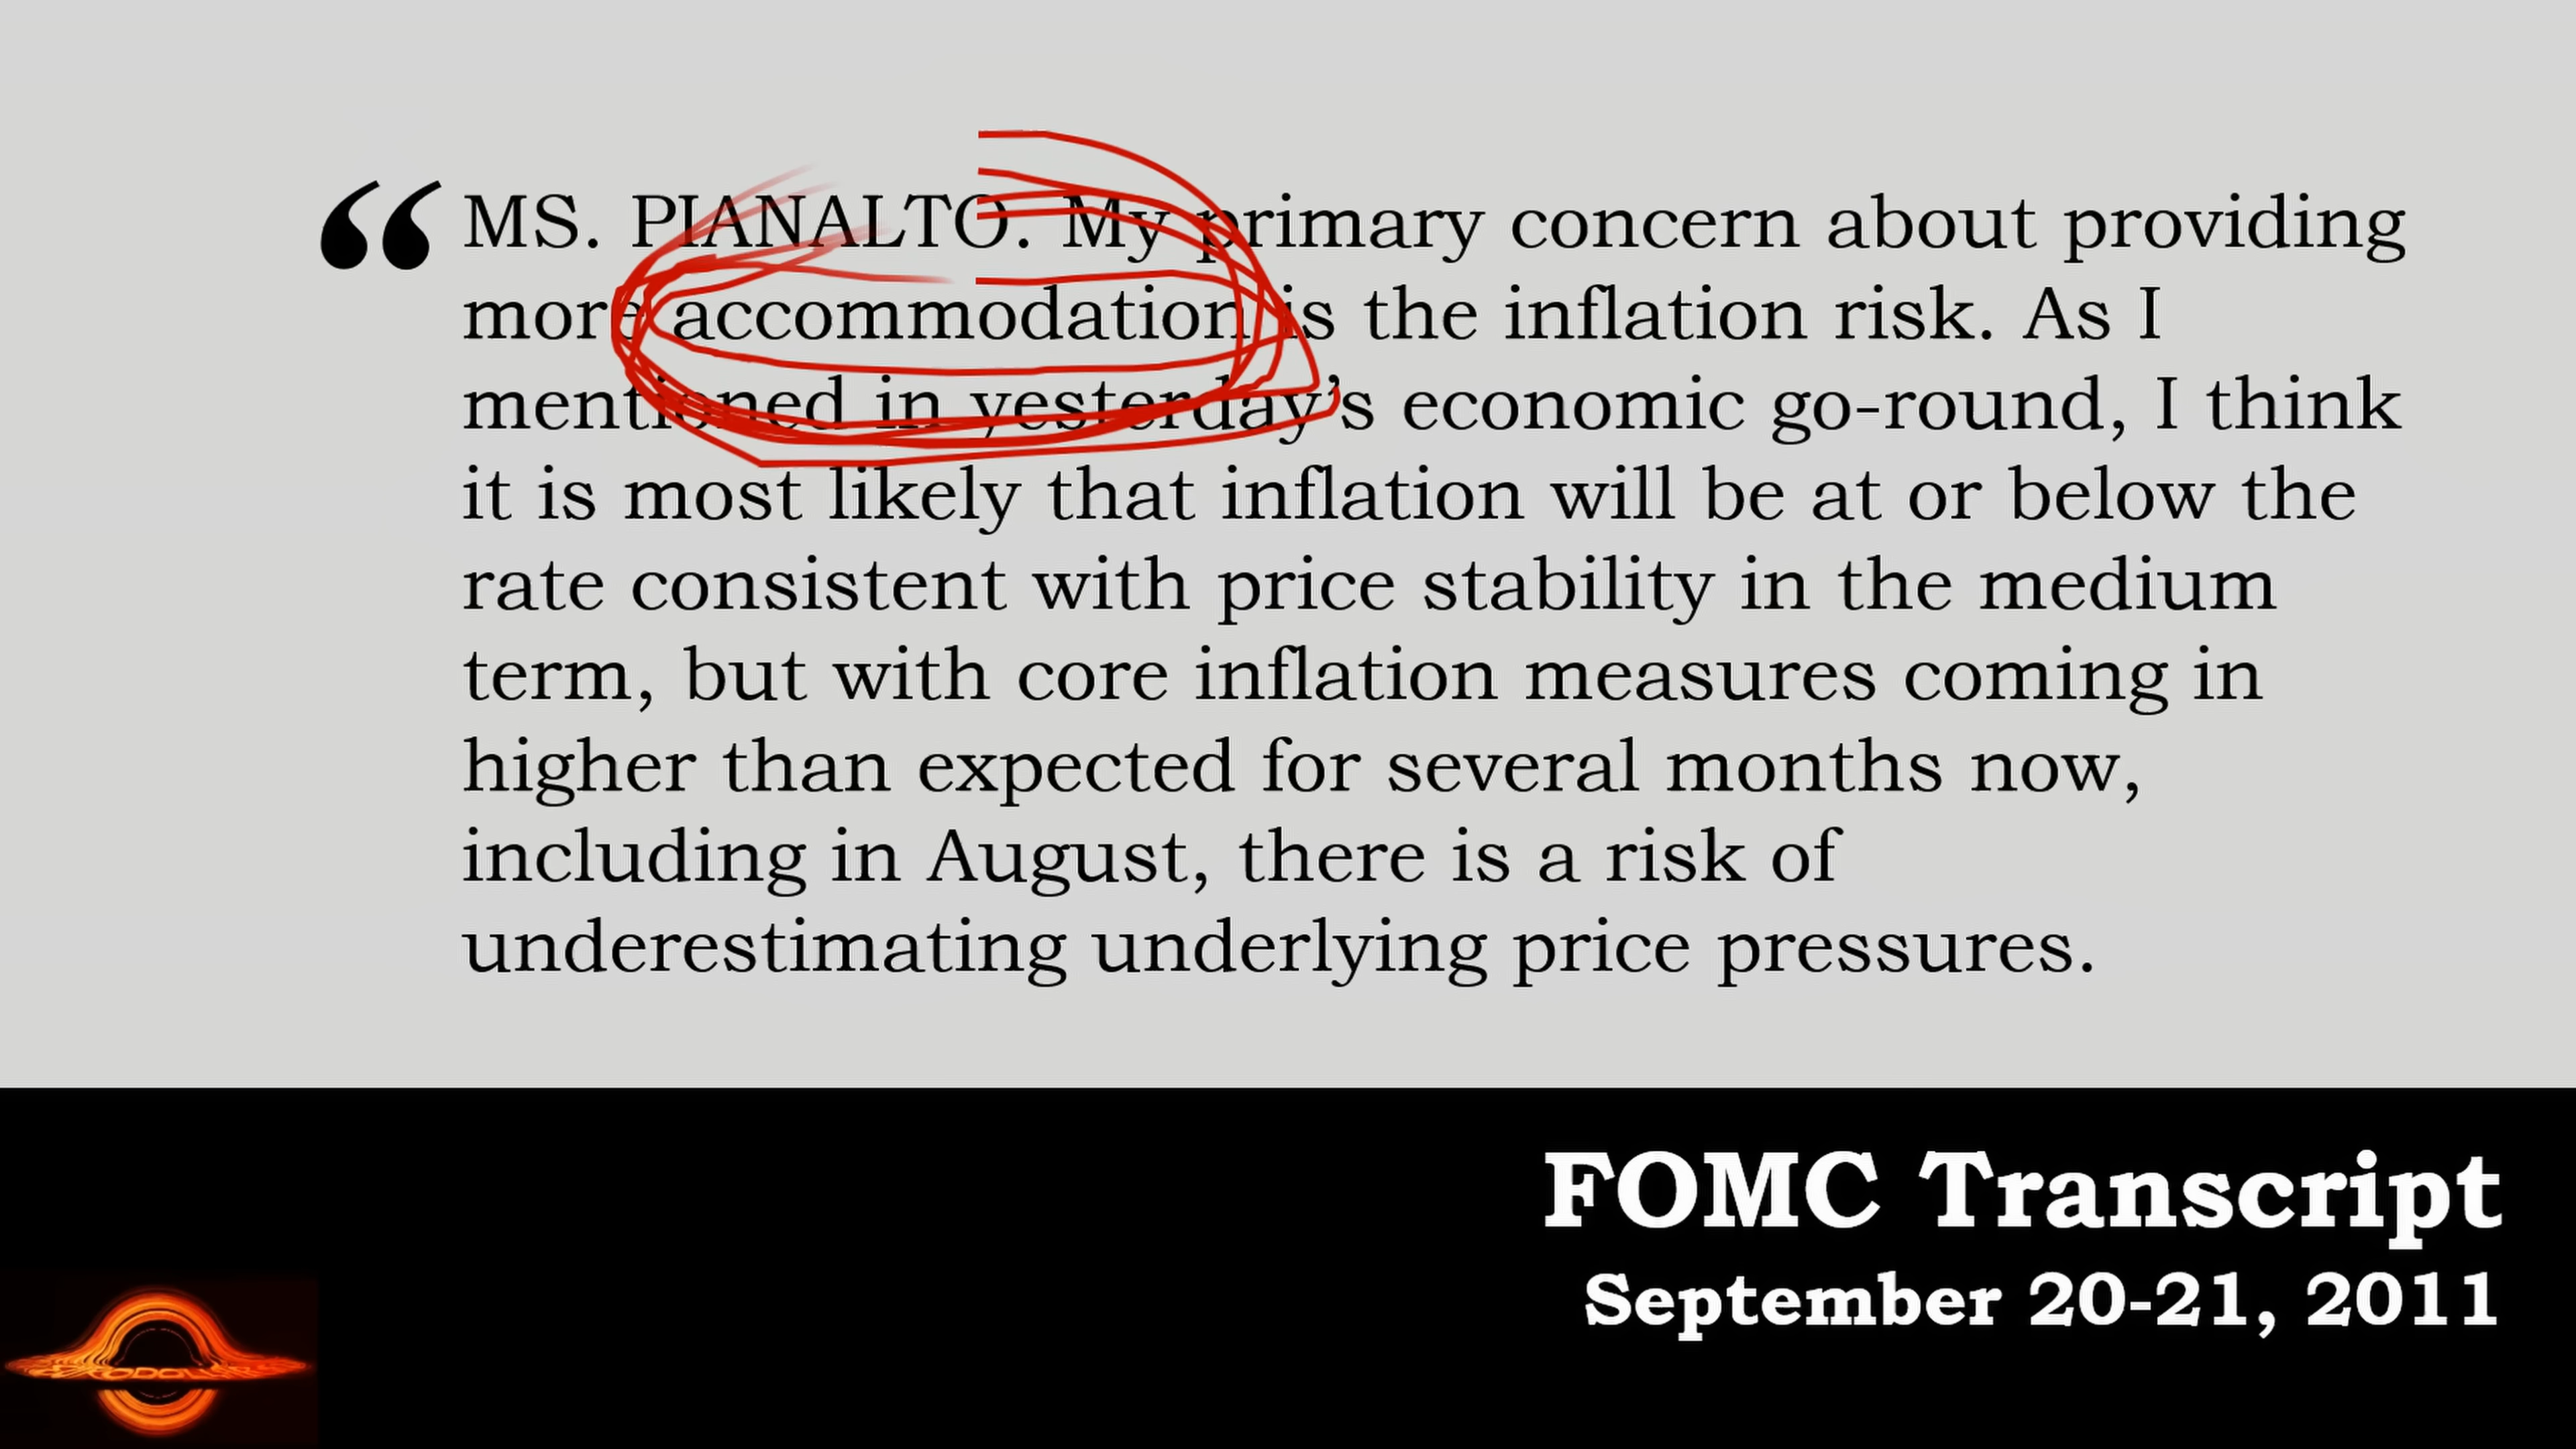 “MS. PIANALTO. My primary concern about providing
more accommodation is the inflation risk. As I
mentioned in yesterday’s economic go-round, I think
it is most likely that inflation will be at or below the
rate consistent with price stability in the medium
term, but with core inflation measures coming in
higher than expected for several months now,
including in August, there is a risk of
underestimating underlying price pressures.
FOMC Transcript
September 20-21, 2011